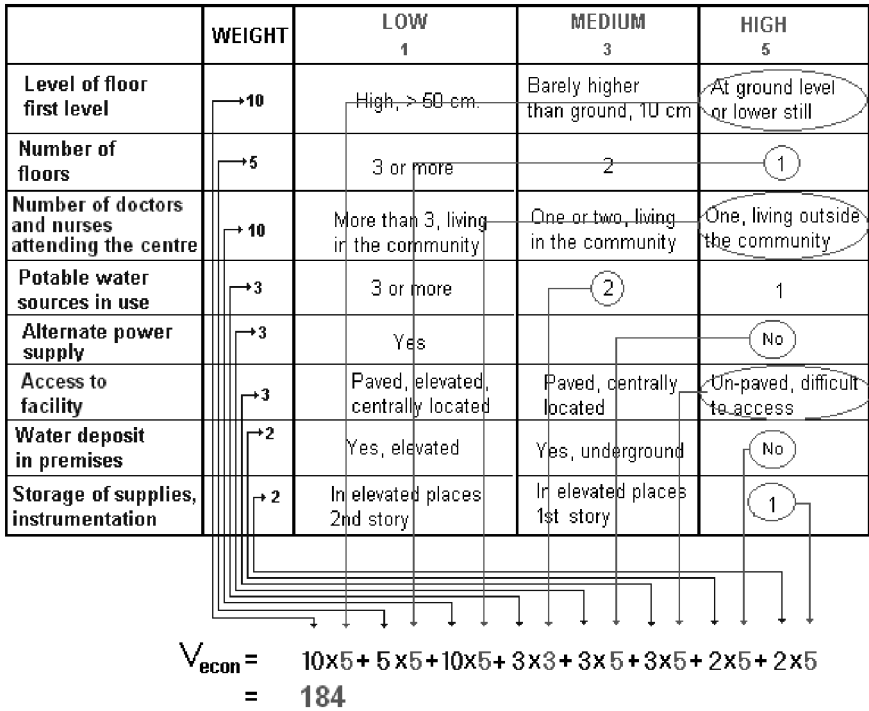 WEIGHT LOW MEDIUM HIGH
1 3 5
Level of floor
first level
10
High, > 50 cm.
Barely higher
than ground, 10 cm
At ground level
or lower still
Number of
floors
5
3 or more
2
1
Number of doctors
and nurses
attending the centre
10
More than 3, living
in the community
One or two, living
in the community
One, living outside
the community
Potable water
sources in use
3
3 or more
2
1
Alternate power
supply
3
Yes
No
Access to
facility
3
Paved, elevated,
centrally located
Paved, centrally
located
Un-paved, difficult
to access
Water deposit
in premises
2
Yes, elevated
Yes, underground
No
Storage of supplies,
instrumentation
2
In elevated places
2nd story
In elevated places
1st story
1
Vecon = 10x5+5x5+10x5+3x3+3x5+3x5+2x5+2x5
= 184